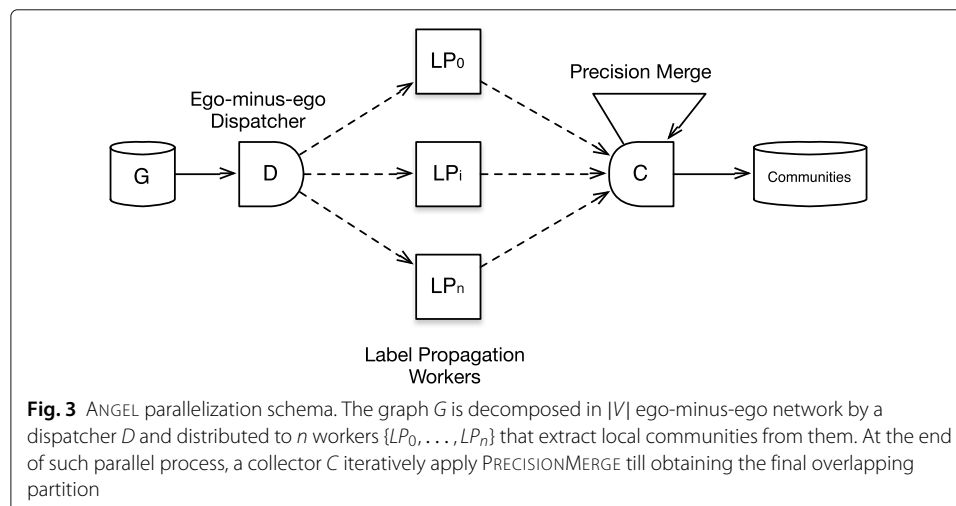 LP0
Precision Merge
Ego-minus-ego
Dispatcher
G
D
LPi
C
Communities
LPn
Label Propagation
Workers
Fig. 3 ANGEL parallelization schema. The graph G is decomposed in |V| ego-minus-ego network by a
dispatcher D and distributed to n workers {LP0, . . . , LPn} that extract local communities from them. At the end
of such parallel process, a collector C iteratively apply PRECISIONMERGE till obtaining the final overlapping
partition